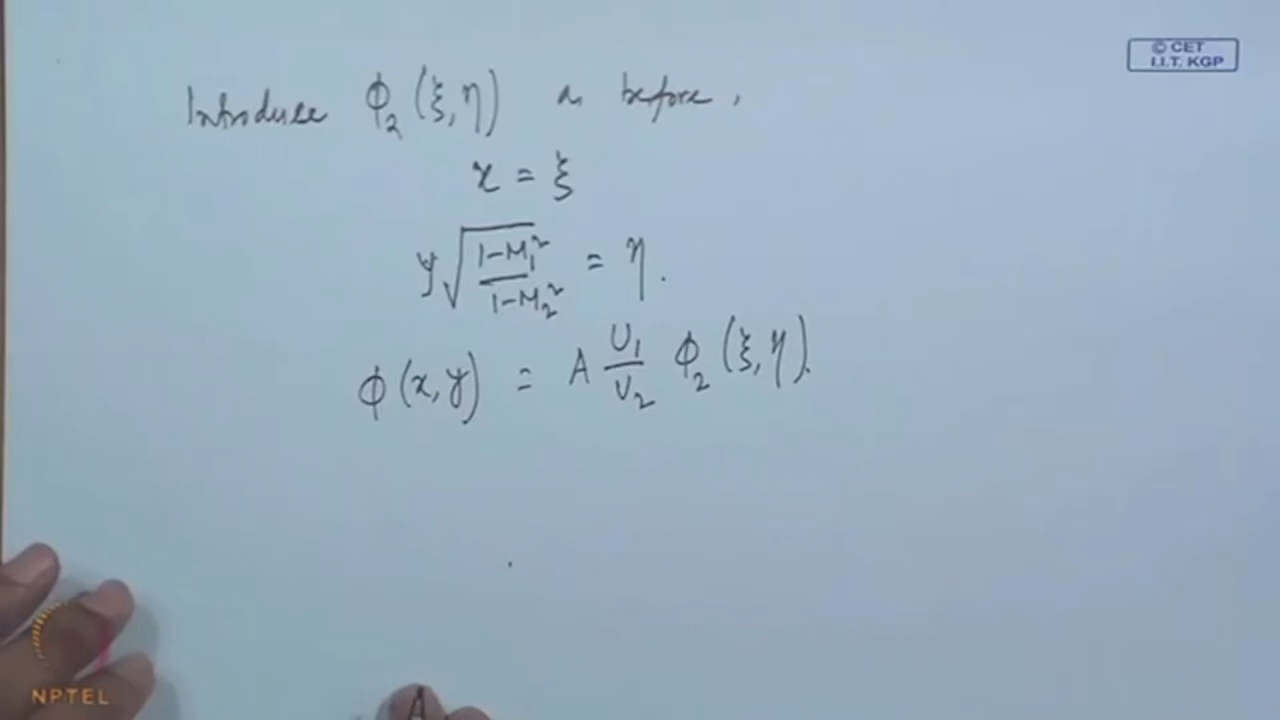 © CET
I.I.T. KGP
Introduce ϕ₂(ξ,η) as before,
x = ξ
y√((1-M₁²)/(1-M₂²)) = η.
ϕ(x,y) = A U₁/U₂ ϕ₂(ξ,η).
NPTEL